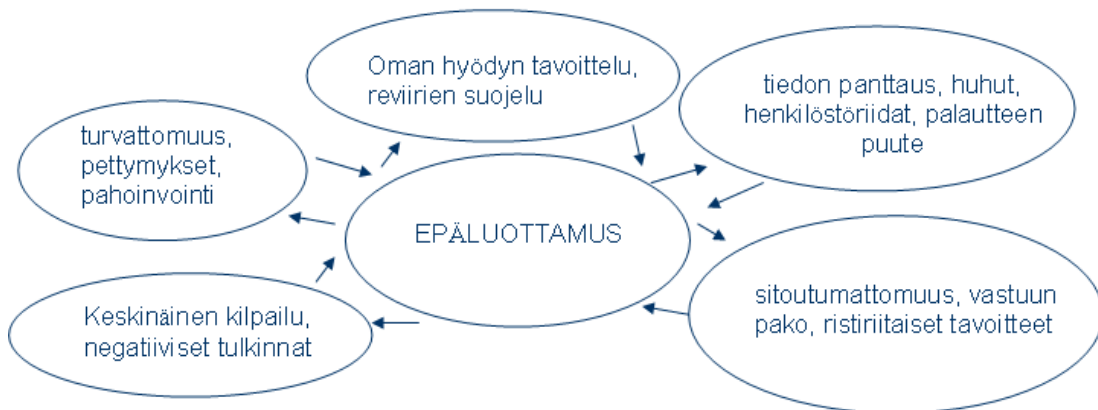 Oman hyödyn tavoittelu,
reviirien suojelu
tiedon panttaus, huhut,
henkilöstöriidat, palautteen
puute
turvattomuus,
pettymykset,
pahoinvointi
EPÄLUOTTAMUS
sitoutumattomuus, vastuun
pako, ristiriitaiset tavoitteet
Keskinäinen kilpailu,
negatiiviset tulkinnat